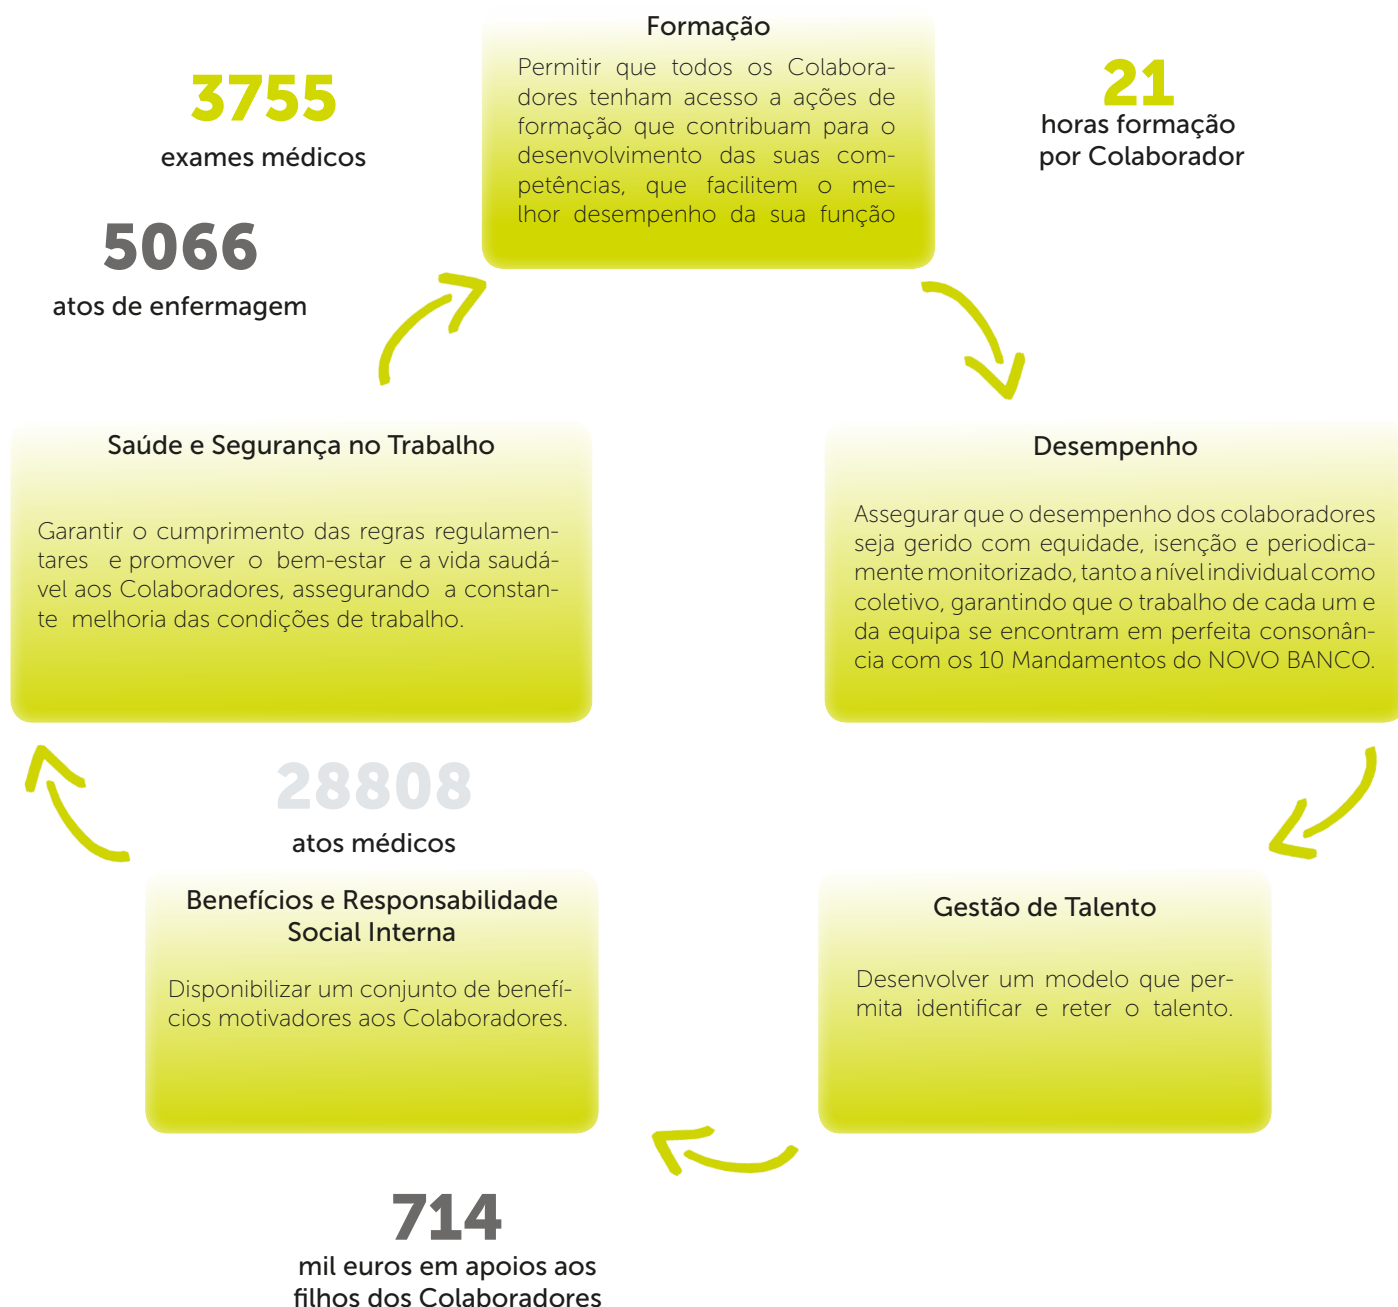 Formação
Permitir que todos os Colabora-
dores tenham acesso a ações de
formação que contribuam para o
desenvolvimento das suas com-
petências, que facilitem o me-
lhor desempenho da sua função
3755
exames médicos
21
horas formação
por Colaborador
5066
atos de enfermagem
Saúde e Segurança no Trabalho
Garantir o cumprimento das regras regulamen-
tares e promover o bem-estar e a vida saudá-
vel aos Colaboradores, assegurando a constan-
te melhoria das condições de trabalho.
Desempenho
Assegurar que o desempenho dos colaboradores
seja gerido com equidade, isenção e periodica-
mente monitorizado, tanto a nível individual como
coletivo, garantindo que o trabalho de cada um e
da equipa se encontram em perfeita consonân-
cia com os 10 Mandamentos do NOVO BANCO.
28808
atos médicos
Benefícios e Responsabilidade
Social Interna
Disponibilizar um conjunto de benefí-
cios motivadores aos Colaboradores.
Gestão de Talento
Desenvolver um modelo que per-
mita identificar e reter o talento.
714
mil euros em apoios aos
filhos dos Colaboradores